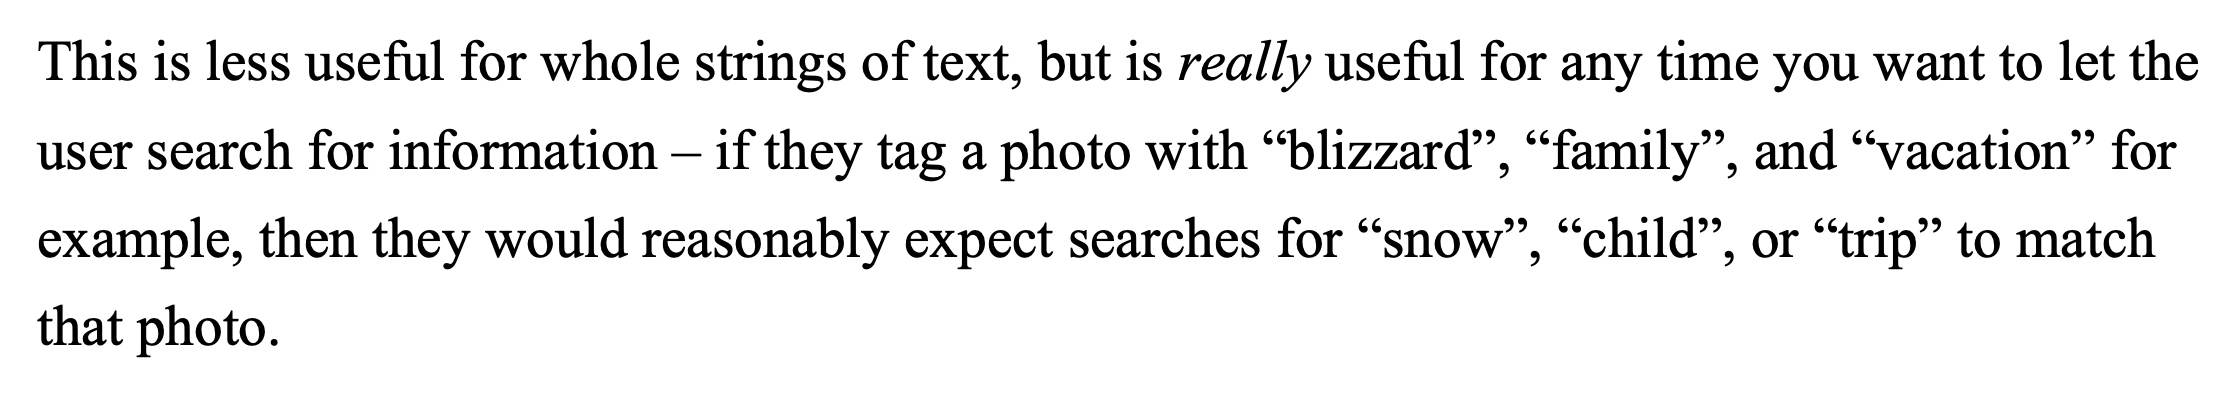 This is less useful for whole strings of text, but is really useful for any time you want to let the
user search for information – if they tag a photo with “blizzard”, “family”, and “vacation” for
example, then they would reasonably expect searches for “snow”, “child”, or “trip” to match
that photo.